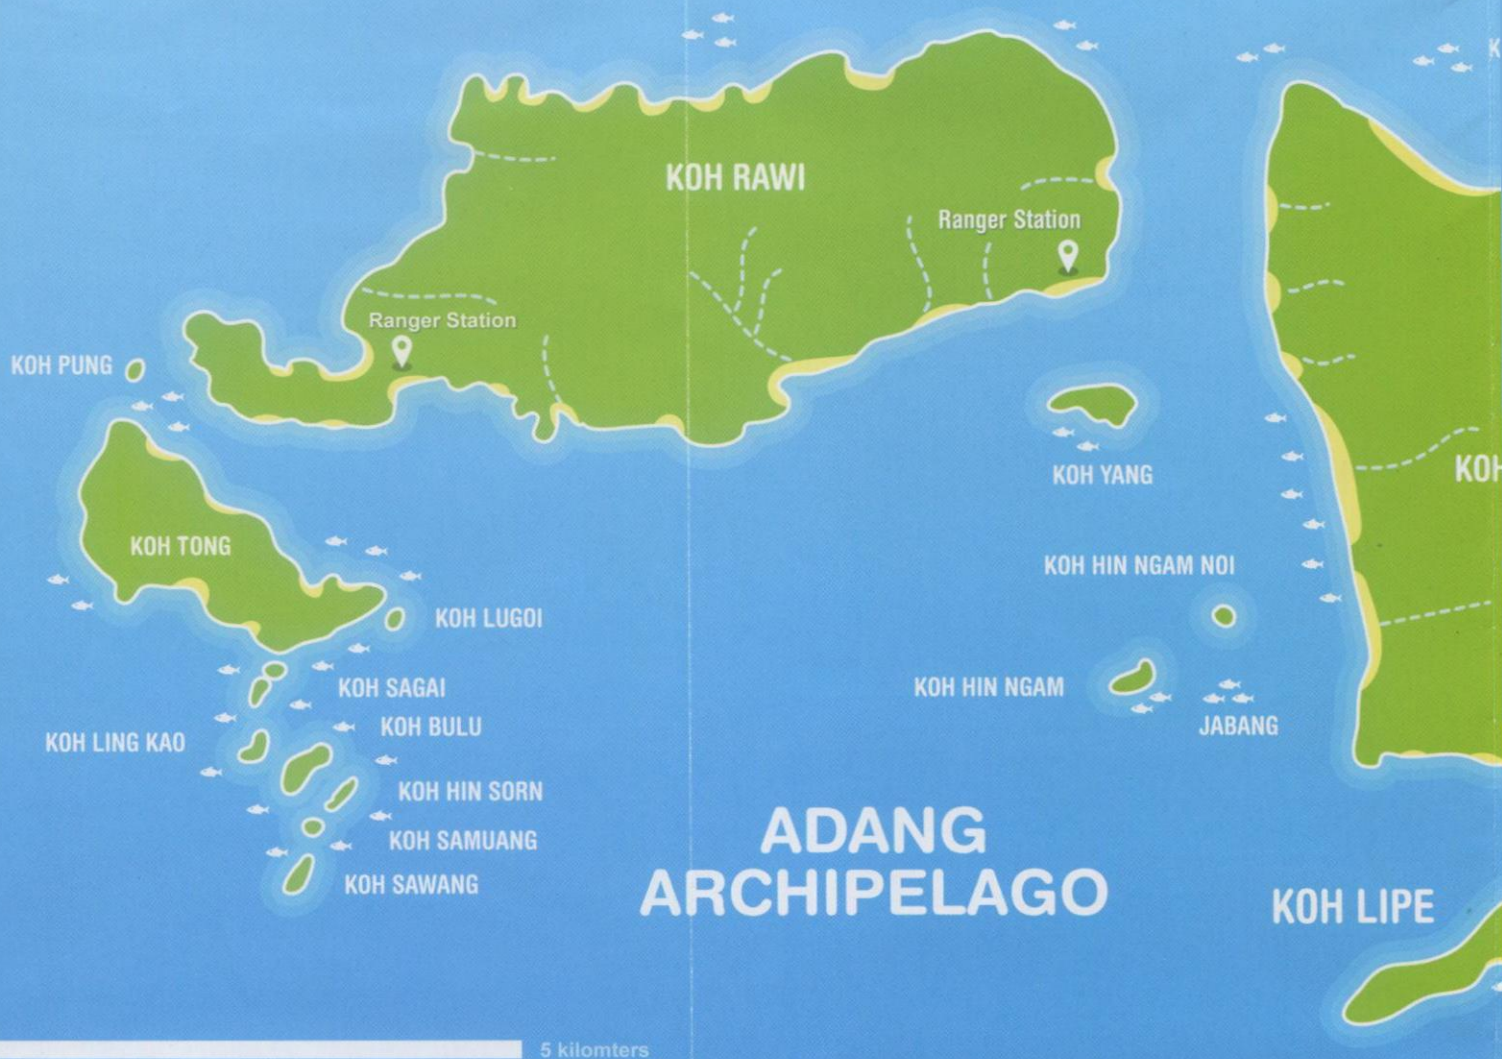 K
KOH RAWI
Ranger Station
Ranger Station
KOH PUNG
KOH YANG
KOH
KOH TONG
KOH HIN NGAM NOI
KOH LUGOI
KOH SAGAI
KOH HIN NGAM
KOH BULU
JABANG
KOH LING KAO
KOH HIN SORN
KOH SAMUANG
KOH SAWANG
ADANG
ARCHIPELAGO
KOH LIPE
5 kilomters